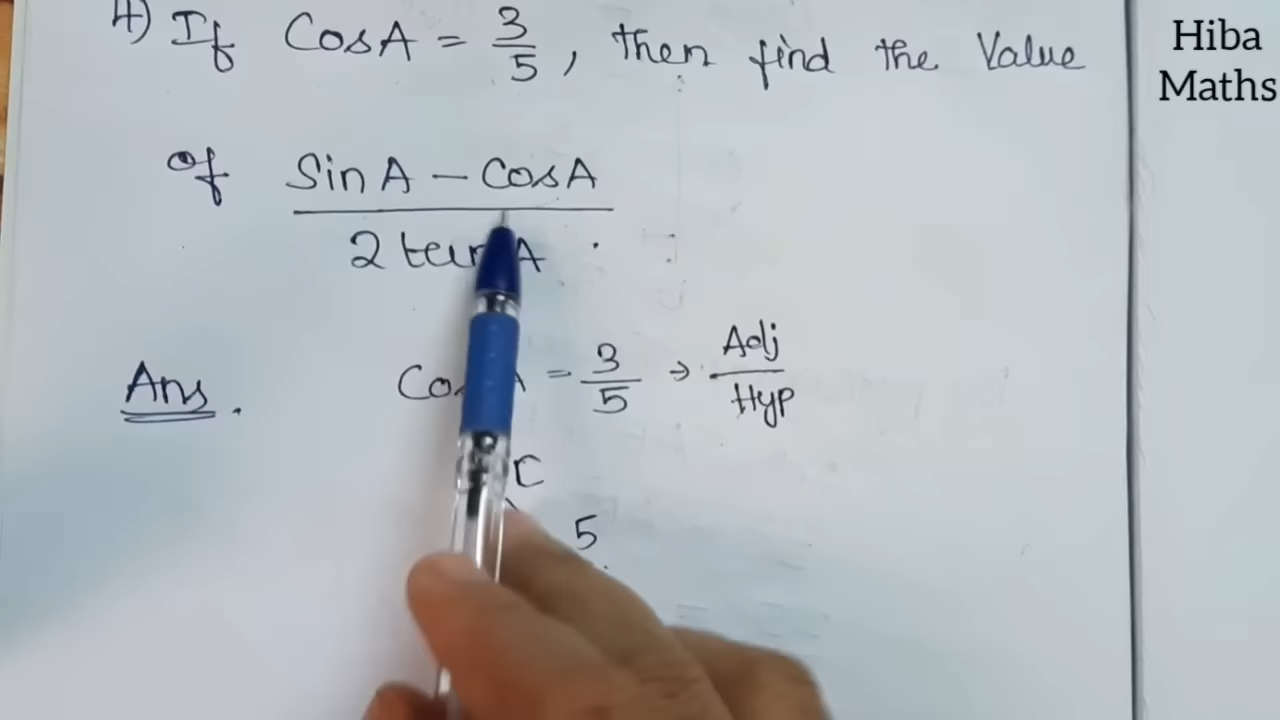 4) If CosA = 3/5, then find the Value
Of SinA - CosA / 2 tanA.
Ans. = 3/5 → Adj/Hyp
C
5
Hiba
Maths